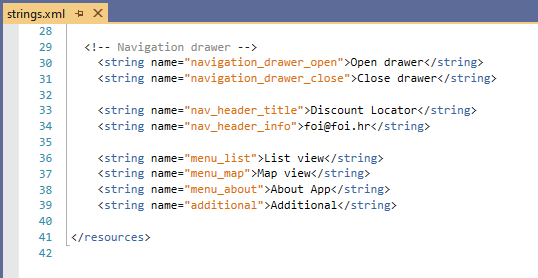 strings.xml
28
29 <!-- Navigation drawer -->
30 <string name="navigation_drawer_open">Open drawer</string>
31 <string name="navigation_drawer_close">Close drawer</string>
32
33 <string name="nav_header_title">Discount Locator</string>
34 <string name="nav_header_info">foi@foi.hr</string>
35
36 <string name="menu_list">List view</string>
37 <string name="menu_map">Map view</string>
38 <string name="menu_about">About App</string>
39 <string name="additional">Additional</string>
40
41 </resources>
42